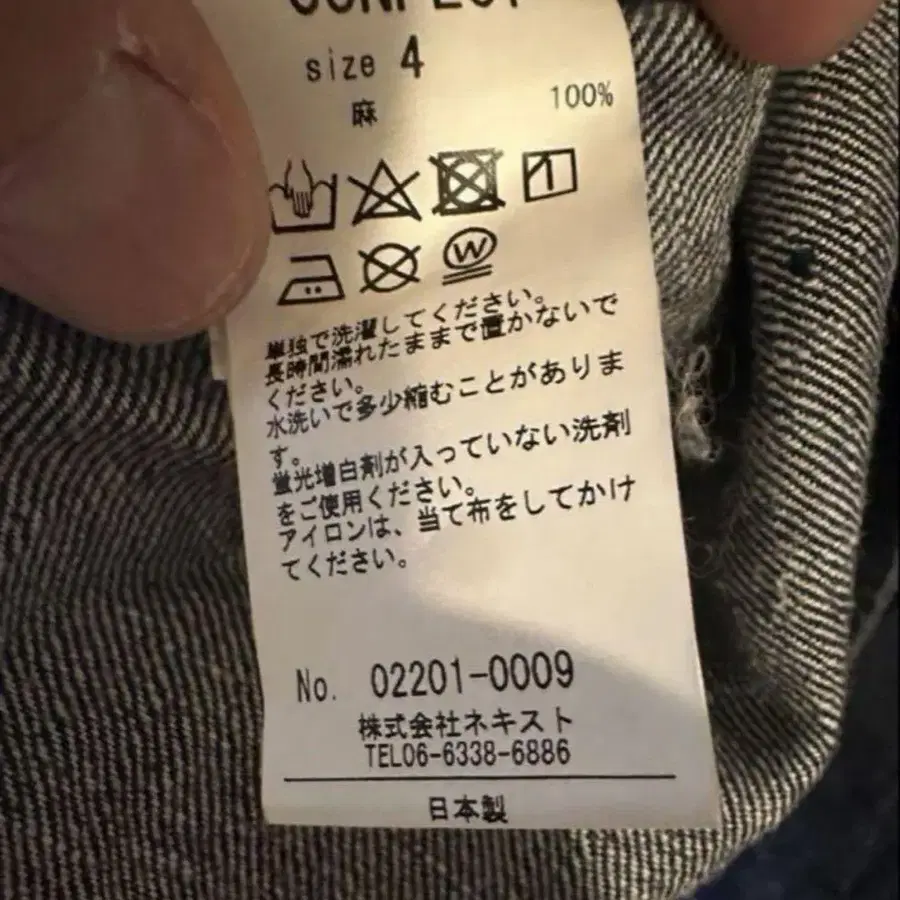 size 4
麻 100%
W
単独で洗濯してください。
長時間濡れたままで置かないで
ください。
水洗いで多少縮むことがありま
す。
蛍光増白剤が入っていない洗剤
をご使用ください。
アイロンは、当て布をしてかけ
てください。
No. 02201-0009
株式会社ネキスト
TEL06-6338-6886
日本製